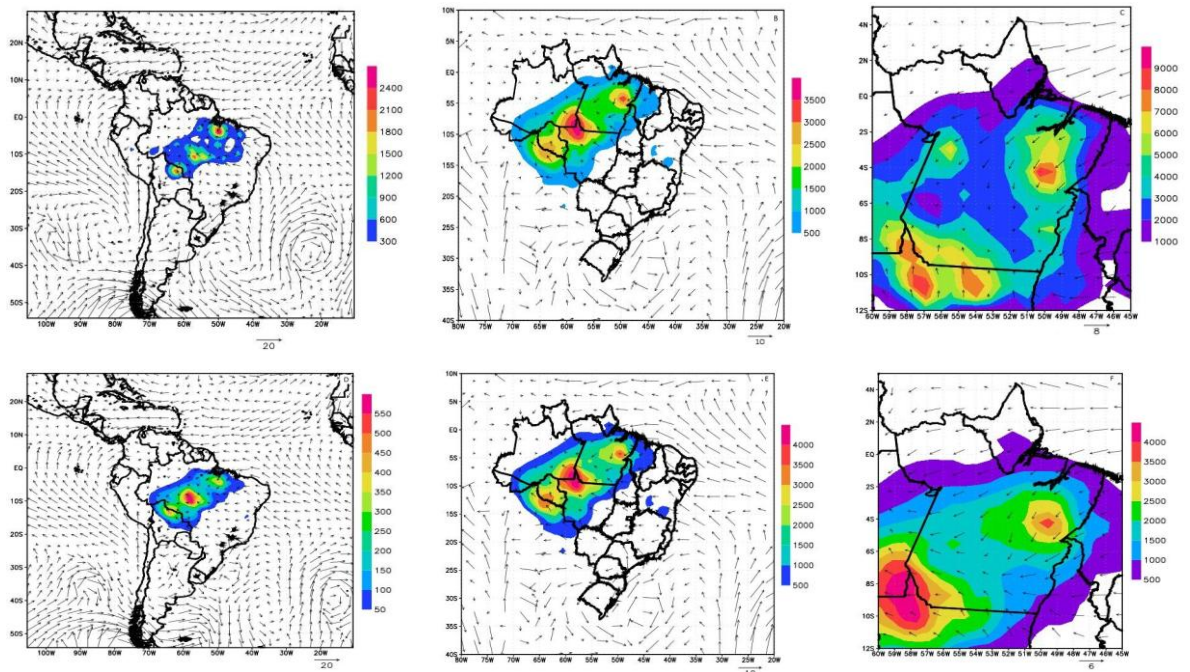 A
20N
10N
EQ
10S
20S
30S
40S
50S
100W 90W 80W 70W 60W 50W 40W 30W 20W
20
2400
2100
1800
1500
1200
900
600
300
B
10N
5N
EQ
5S
10S
15S
20S
25S
30S
35S
40S
80W 75W 70W 65W 60W 55W 50W 45W 40W 35W 30W 25W 20W
10
3500
3000
2500
2000
1500
1000
500
C
4N
2N
EQ
2S
4S
6S
8S
10S
12S
60W 59W 58W 57W 56W 55W 54W 53W 52W 51W 50W 49W 48W 47W 46W 45W
8
9000
8000
7000
6000
5000
4000
3000
2000
1000
D
20N
10N
EQ
10S
20S
30S
40S
50S
100W 90W 80W 70W 60W 50W 40W 30W 20W
20
550
500
450
400
350
300
250
200
150
100
50
E
10N
5N
EQ
5S
10S
15S
20S
25S
30S
35S
40S
80W 75W 70W 65W 60W 55W 50W 45W 40W 35W 30W 25W 20W
4000
3500
3000
2500
2000
1500
1000
500
F
4N
2N
EQ
2S
4S
6S
8S
10S
12S
60W 59W 58W 57W 56W 55W 54W 53W 52W 51W 50W 49W 48W 47W 46W 45W
6
4000
3500
3000
2500
2000
1500
1000
500